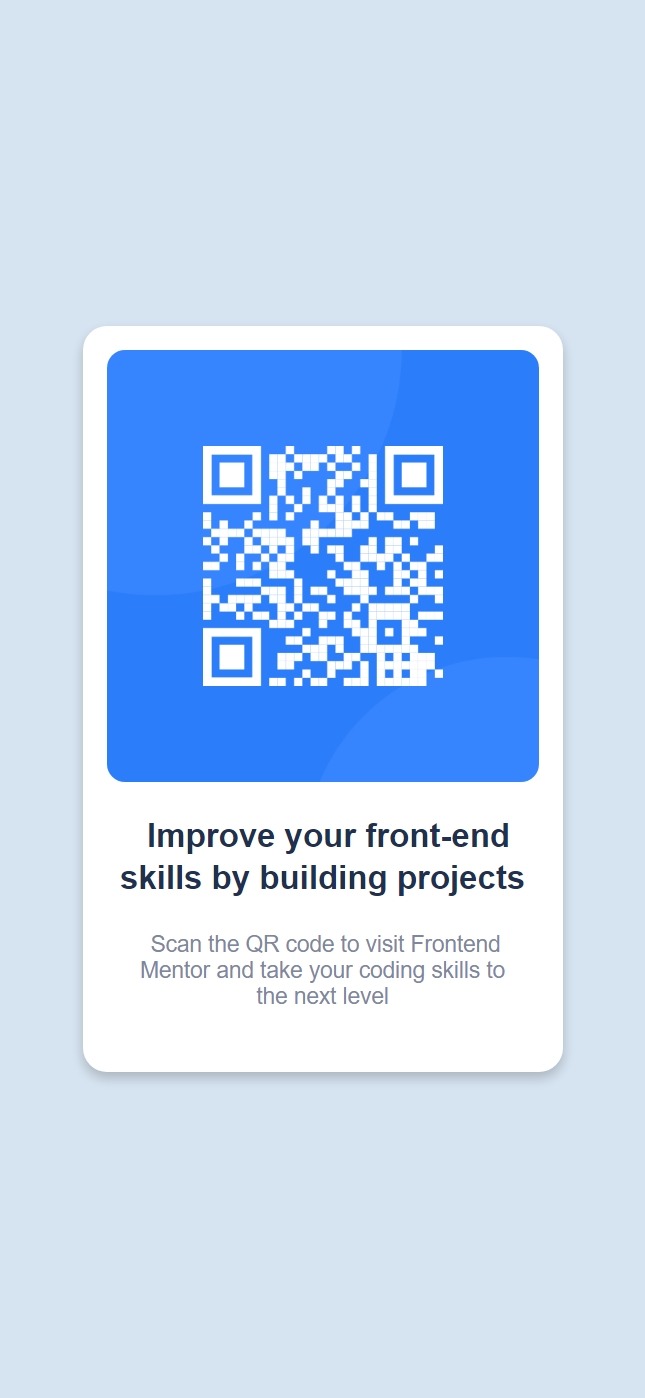 Improve your front-end
skills by building projects
Scan the QR code to visit Frontend
Mentor and take your coding skills to
the next level